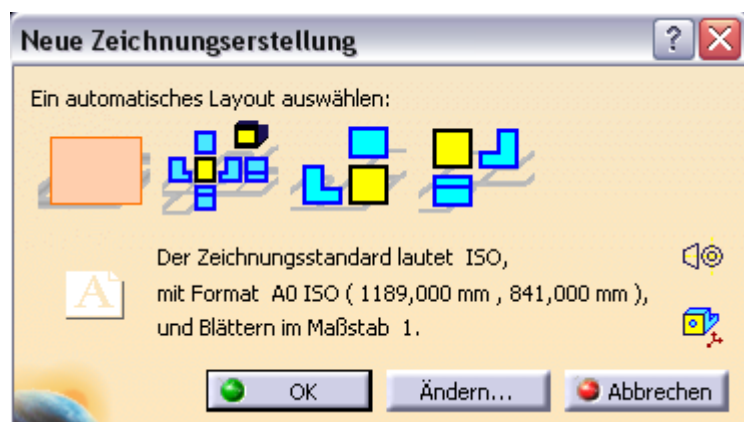 Neue Zeichnungserstellung
?
Ein automatisches Layout auswählen:
Der Zeichnungsstandard lautet ISO,
mit Format A0 ISO ( 1189,000 mm , 841,000 mm ),
und Blättern im Maßstab 1.
A
OK
Ändern...
Abbrechen